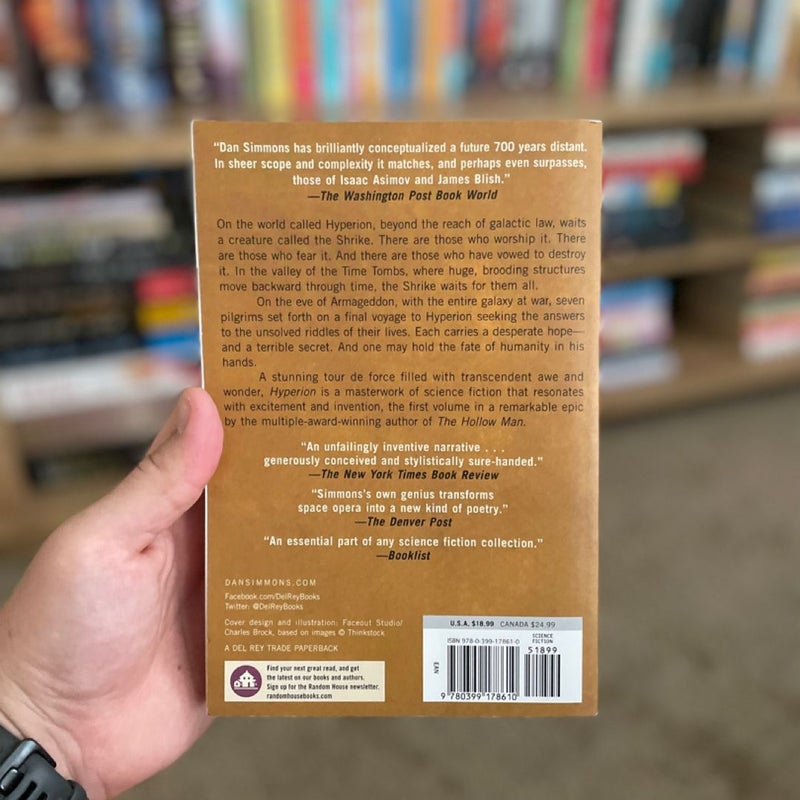 “Dan Simmons has brilliantly conceptualized a future 700 years distant.
In sheer scope and complexity it matches, and perhaps even surpasses,
those of Isaac Asimov and James Blish.”
—The Washington Post Book World
On the world called Hyperion, beyond the reach of galactic law, waits
a creature called the Shrike. There are those who worship it. There
are those who fear it. And there are those who have vowed to destroy
it. In the valley of the Time Tombs, where huge, brooding structures
move backward through time, the Shrike waits for them all.
On the eve of Armageddon, with the entire galaxy at war, seven
pilgrims set forth on a final voyage to Hyperion seeking the answers
to the unsolved riddles of their lives. Each carries a desperate hope—
and a terrible secret. And one may hold the fate of humanity in his
hands.
A stunning tour de force filled with transcendent awe and
wonder, Hyperion is a masterwork of science fiction that resonates
with excitement and invention, the first volume in a remarkable epic
by the multiple-award-winning author of The Hollow Man.
“An unfailingly inventive narrative . . .
generously conceived and stylistically sure-handed.”
—The New York Times Book Review
“Simmons’s own genius transforms
space opera into a new kind of poetry.”
—The Denver Post
“An essential part of any science fiction collection.”
—Booklist
DANSIMMONS.COM
Facebook.com/DelReyBooks
Twitter: @DelReyBooks
Cover design and illustration: Faceout Studio/
Charles Brock, based on images © Thinkstock
A DEL REY TRADE PAPERBACK
Find your next great read, and get
the latest on our books and authors.
Sign up for the Random House newsletter.
randomhousebooks.com
U.S.A. $18.99 CANADA $24.99
ISBN 978-0-399-17861-0
SCIENCE
FICTION
51899
EAN
9 780399 178610